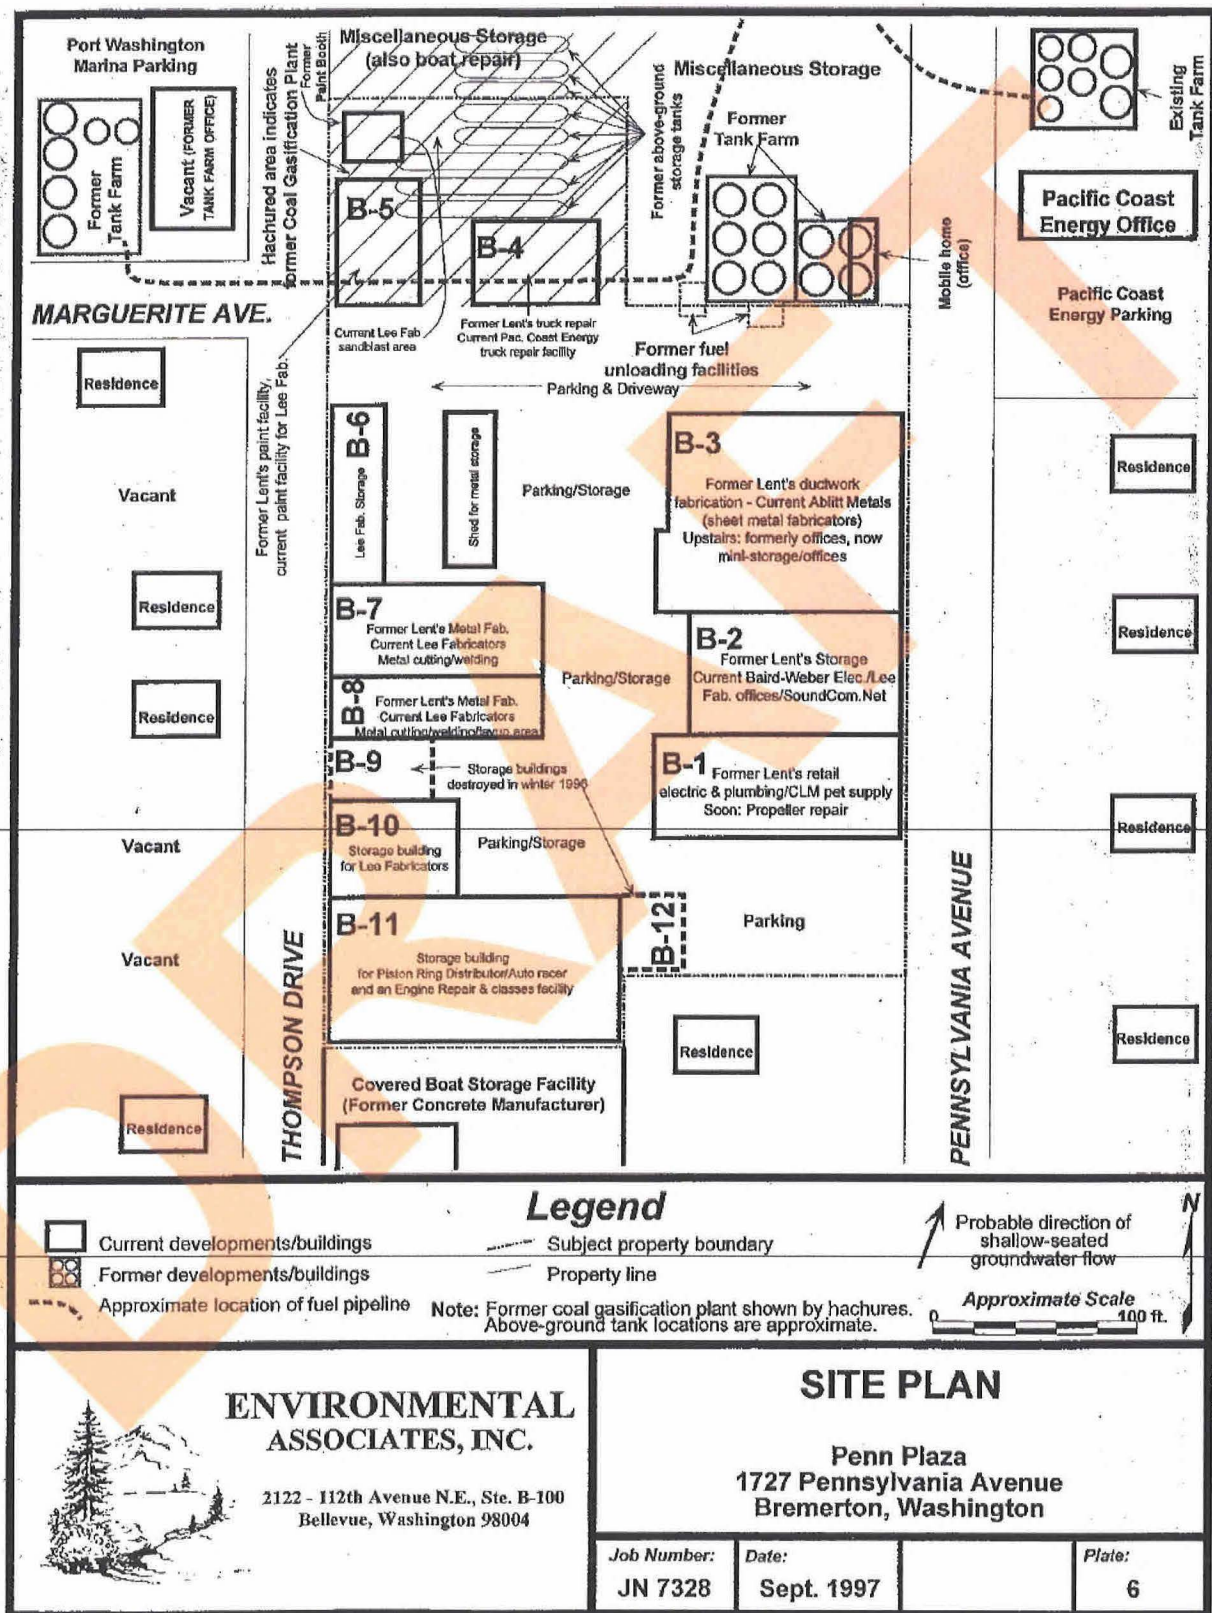 Port Washington
Marina Parking
Former
Tank Farm
Vacant (FORMER
TANK FARM OFFICE)
Hachured area indicates
former Coal Gasification Plant
Former
Paint Booth
Miscellaneous Storage
(also boat repair)
Former above-ground
storage tanks
Miscellaneous Storage
Former
Tank Farm
Existing
Tank Farm
Pacific Coast
Energy Office
Mobile home
(office)
Pacific Coast
Energy Parking
B-5
B-4
MARGUERITE AVE.
Current Lee Fab
sandblast area
Former Lent's truck repair
Current Pac. Coast Energy
truck repair facility
Former fuel
unloading facilities
Parking & Driveway
Residence
Vacant
Residence
Residence
Vacant
Vacant
Residence
Former Lent's paint facility,
current paint facility for Lee Fab.
THOMPSON DRIVE
B-6
Lee Fab. Storage
Shed for metal storage
Parking/Storage
B-3
Former Lent's ductwork
fabrication - Current Ablitt Metals
(sheet metal fabricators)
Upstairs: formerly offices, now
mini-storage/offices
B-7
Former Lent's Metal Fab.
Current Lee Fabricators
Metal cutting/welding
Parking/Storage
B-2
Former Lent's Storage
Current Baird-Weber Elec./Lee
Fab. offices/SoundCom.Net
B-8
Former Lent's Metal Fab.
Current Lee Fabricators
Metal cutting/welding/layup area
B-9
Storage buildings
destroyed in winter 1996
B-1
Former Lent's retail
electric & plumbing/CLM pet supply
Soon: Propeller repair
B-10
Storage building
for Lee Fabricators
Parking/Storage
B-11
Storage building
for Piston Ring Distributor/Auto racer
and an Engine Repair & classes facility
B-12
Parking
Residence
Covered Boat Storage Facility
(Former Concrete Manufacturer)
PENNSYLVANIA AVENUE
Residence
Residence
Residence
Residence
DRAFT
Legend
Current developments/buildings
Former developments/buildings
Approximate location of fuel pipeline
Subject property boundary
Property line
Note: Former coal gasification plant shown by hachures.
Above-ground tank locations are approximate.
Probable direction of
shallow-seated
groundwater flow
N
Approximate Scale
0 100 ft.
ENVIRONMENTAL
ASSOCIATES, INC.
2122 - 112th Avenue N.E., Ste. B-100
Bellevue, Washington 98004
SITE PLAN
Penn Plaza
1727 Pennsylvania Avenue
Bremerton, Washington
Job Number:
JN 7328
Date:
Sept. 1997
Plate:
6